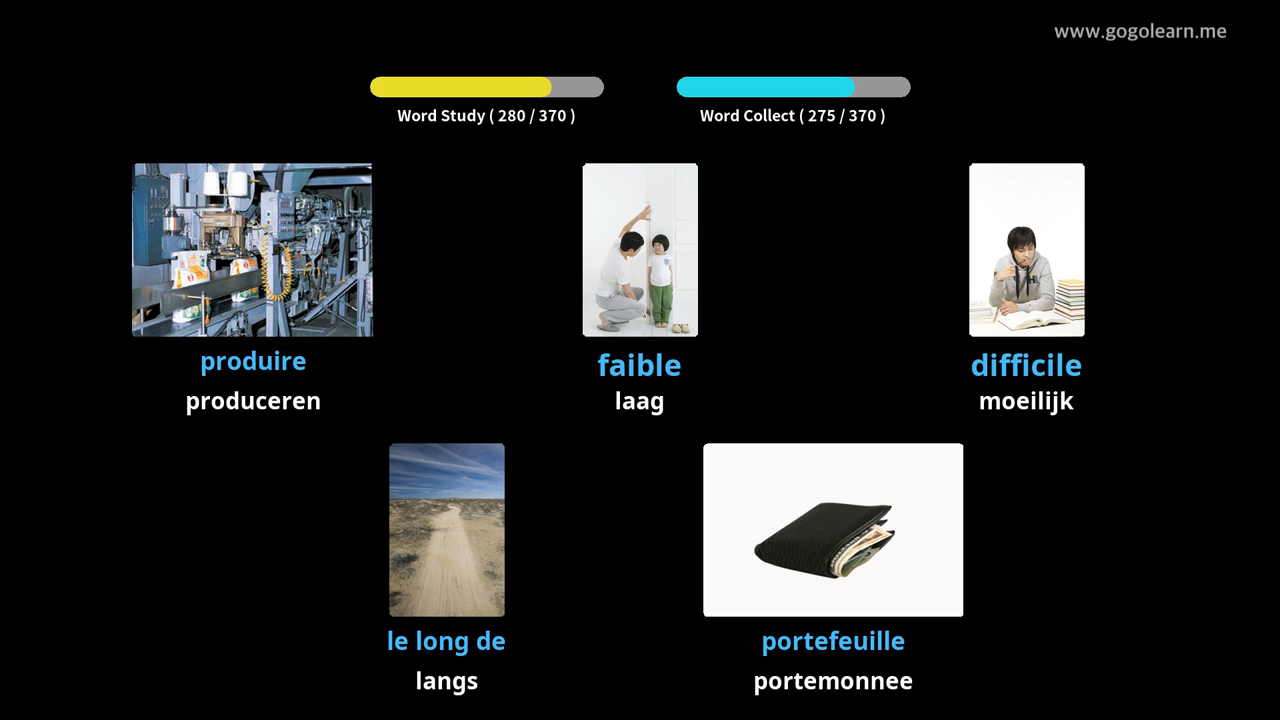 www.gogolearn.me
Word Study ( 280 / 370 )
Word Collect ( 275 / 370 )
produire
produceren
faible
laag
difficile
moeilijk
le long de
langs
portefeuille
portemonnee